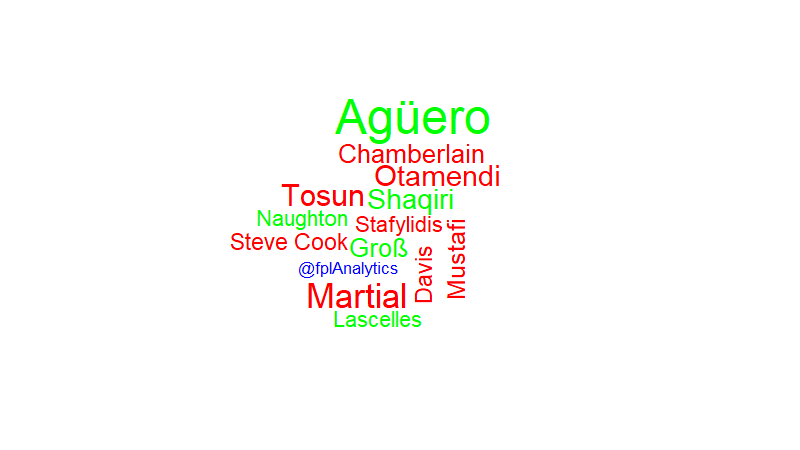 Agüero
Chamberlain
Otamendi
Tosun
Shaqiri
Naughton
Stafylidis
Steve Cook
Groß
Davis
Mustafi
@fplAnalytics
Martial
Lascelles